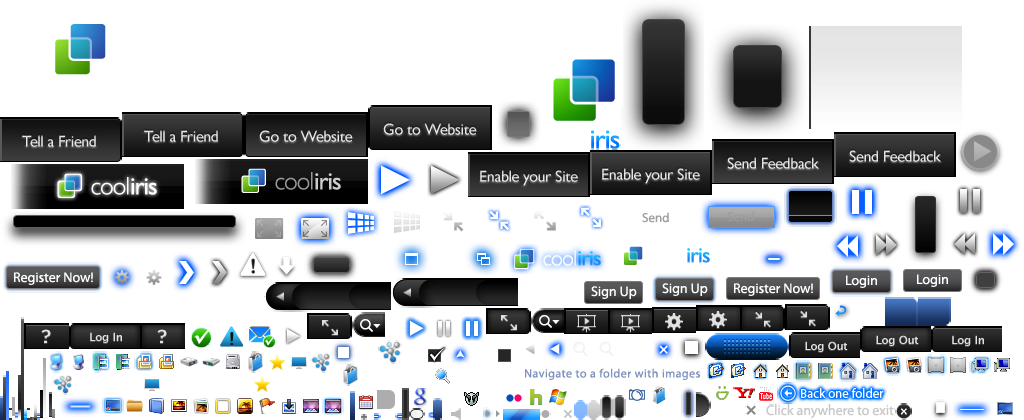 iris
Tell a Friend
Tell a Friend
Go to Website
Go to Website
Enable your Site
Enable your Site
Send Feedback
Send Feedback
cooliris
cooliris
Send
cooliris
iris
Register Now!
Sign Up
Sign Up
Register Now!
Login
Login
?
Log In
?
Log Out
Log Out
Log In
Navigate to a folder with images
g
h
Y!
You Tube
Back one folder
Click anywhere to exit